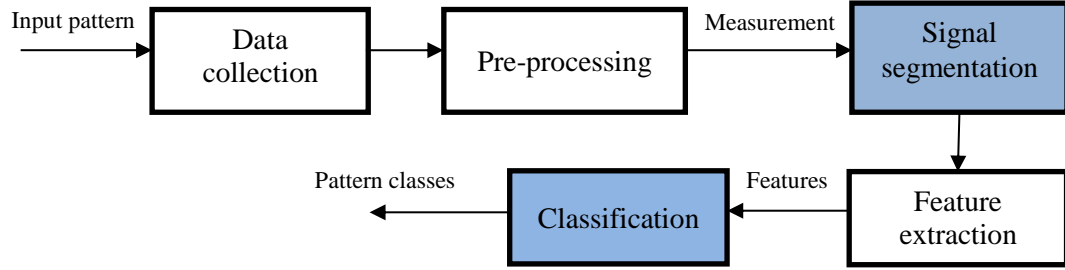 Input pattern
Data
collection
Pre-processing
Measurement
Signal
segmentation
Feature
extraction
Features
Classification
Pattern classes